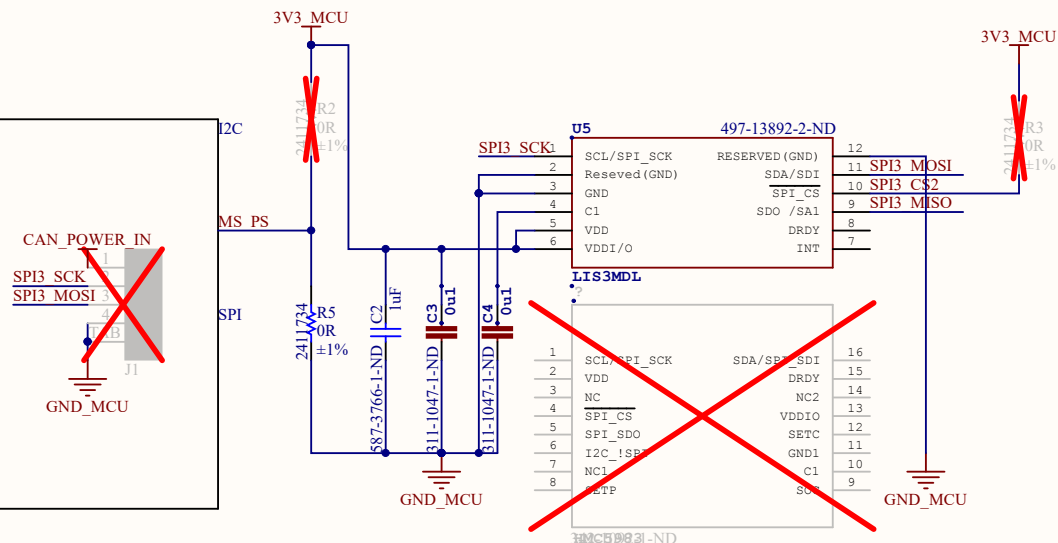 3V3_MCU
3V3_MCU
R2
0R
±1%
2411734
I2C
U5
497-13892-2-ND
R3
0R
±1%
2411734
SPI3_SCK
1
SCL/SPI_SCK
RESERVED(GND)
12
2
Reseved(GND)
SDA/SDI
11
SPI3_MOSI
3
GND
SPI_CS
10
SPI3_CS2
4
C1
SDO /SA1
9
SPI3_MISO
5
VDD
DRDY
8
6
VDDI/O
INT
7
LIS3MDL
MS_PS
CAN_POWER_IN
1
SPI3_SCK
SPI3_MOSI
3
4
TAB
J1
GND_MCU
SPI
R5
0R
±1%
2411734
C2
1uF
587-3766-1-ND
C3
0u1
311-1047-1-ND
C4
0u1
311-1047-1-ND
GND_MCU
?
1
SCL/SPI_SCK
SDA/SPI_SDI
16
2
VDD
DRDY
15
3
NC
NC2
14
4
SPI_CS
VDDIO
13
5
SPI_SDO
SETC
12
6
I2C_!SPI
GND1
11
7
NC1
C1
10
8
SETP
9
GND_MCU